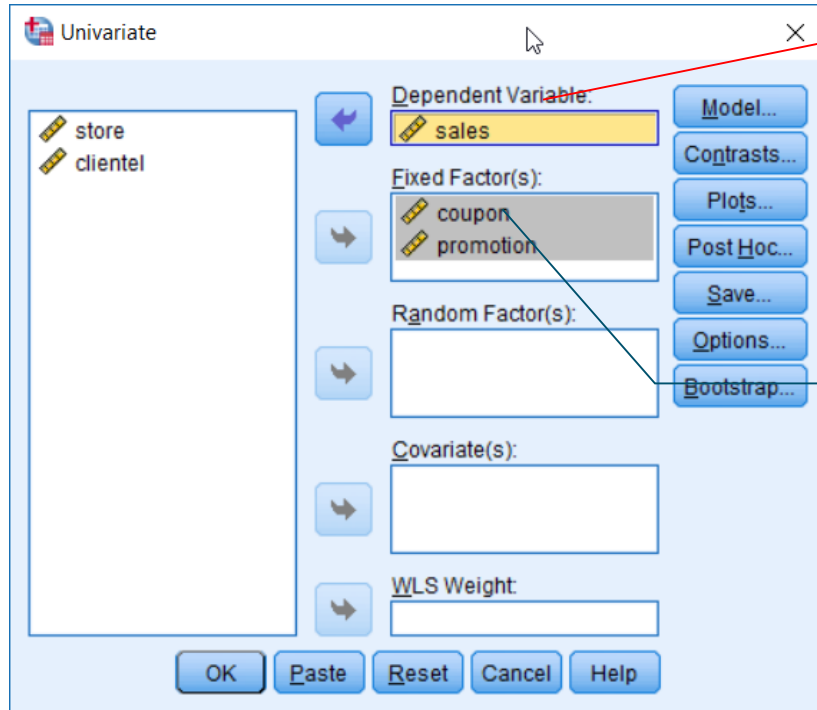 Univariate
store
clientel
Dependent Variable:
sales
Fixed Factor(s):
coupon
promotion
Random Factor(s):
Covariate(s):
WLS Weight:
Model...
Contrasts...
Plots...
Post Hoc...
Save...
Options...
Bootstrap...
OK Paste Reset Cancel Help